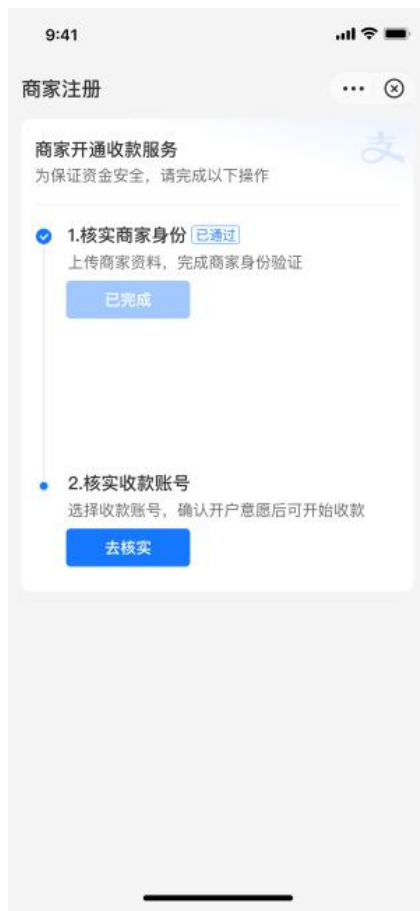 9:41
商家注册
商家开通收款服务
支
为保证资金安全，请完成以下操作
1.核实商家身份 已通过
上传商家资料，完成商家身份验证
已完成
2.核实收款账号
选择收款账号，确认开户意愿后可开始收款
去核实